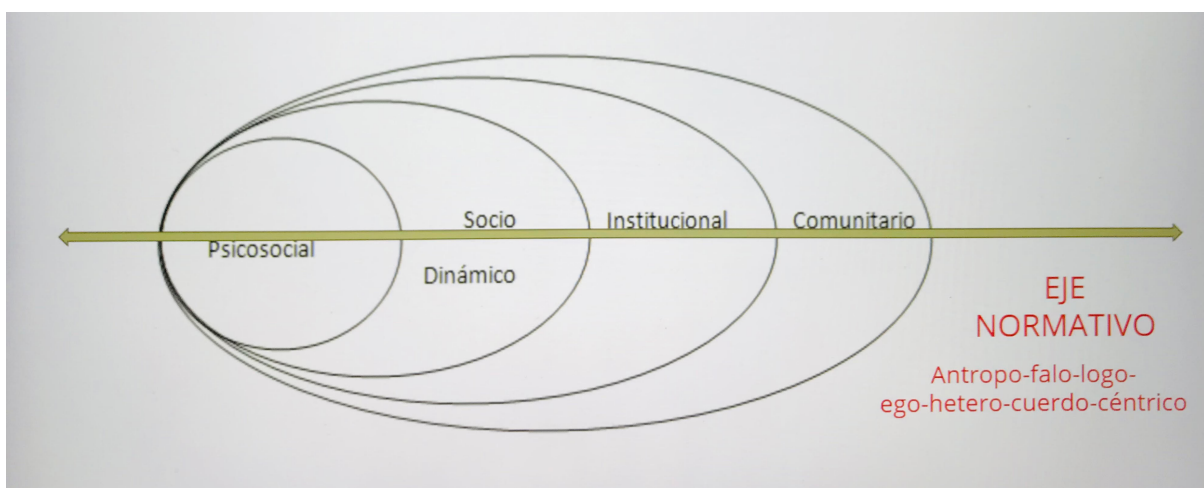 Socio
Institucional
Comunitario
Psicosocial
Dinámico
EJE
NORMATIVO
Antropo-falo-logo-
ego-hetero-cuerdo-céntrico